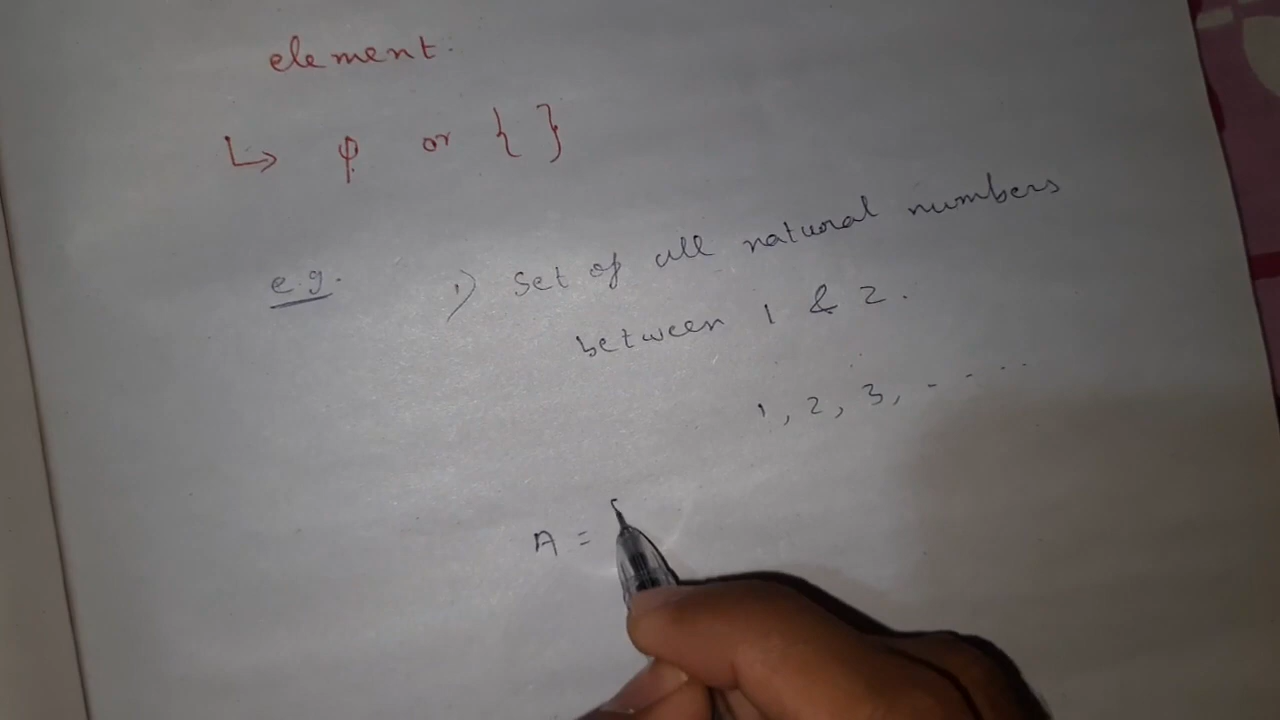 element.
↳ φ or { }
e.g. 1) Set of all natural numbers
between 1 & 2.
1, 2, 3, - - ...
A =